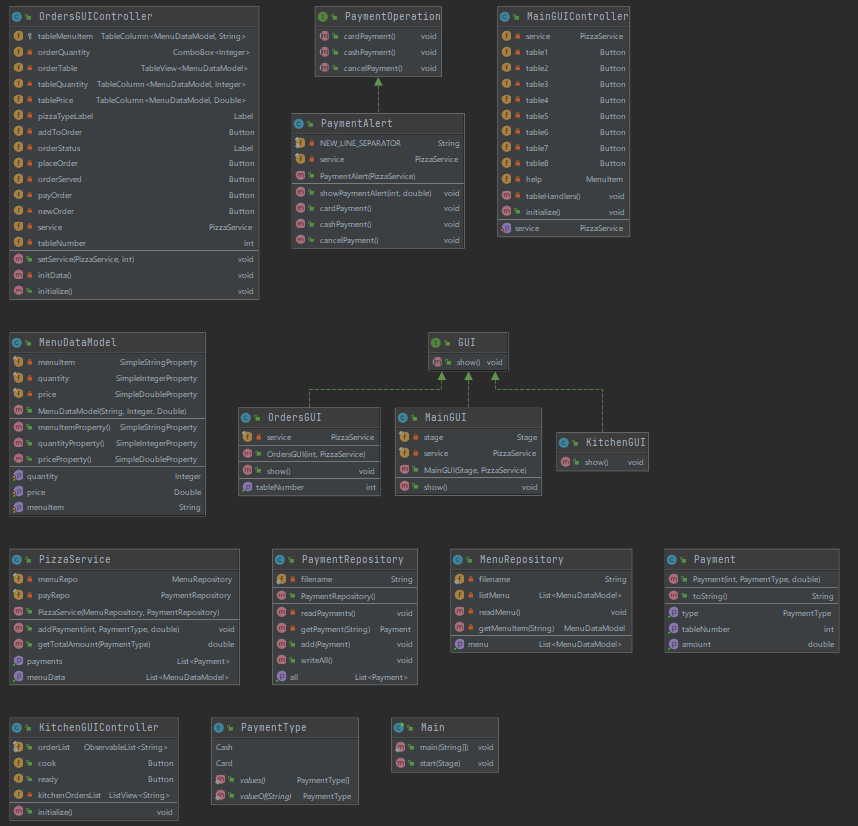 OrdersGUIController
tableMenuItem TableColumn<MenuDataModel, String>
orderQuantity ComboBox<Integer>
orderTable TableView<MenuDataModel>
tableQuantity TableColumn<MenuDataModel, Integer>
tablePrice TableColumn<MenuDataModel, Double>
pizzaTypeLabel Label
addToOrder Button
orderStatus Label
placeOrder Button
orderServed Button
payOrder Button
newOrder Button
service PizzaService
tableNumber int
setService(PizzaService, int) void
initData() void
initialize() void
PaymentOperation
cardPayment() void
cashPayment() void
cancelPayment() void
PaymentAlert
NEW_LINE_SEPARATOR String
service PizzaService
PaymentAlert(PizzaService)
showPaymentAlert(int, double) void
cardPayment() void
cashPayment() void
cancelPayment() void
MainGUIController
service PizzaService
table1 Button
table2 Button
table3 Button
table4 Button
table5 Button
table6 Button
table7 Button
table8 Button
help MenuItem
tableHandlers() void
initialize() void
service PizzaService
MenuDataModel
menuItem SimpleStringProperty
quantity SimpleIntegerProperty
price SimpleDoubleProperty
MenuDataModel(String, Integer, Double)
menuItemProperty() SimpleStringProperty
quantityProperty() SimpleIntegerProperty
priceProperty() SimpleDoubleProperty
quantity Integer
price Double
menuItem String
GUI
show() void
OrdersGUI
service PizzaService
OrdersGUI(int, PizzaService)
show() void
tableNumber int
MainGUI
stage Stage
service PizzaService
MainGUI(Stage, PizzaService)
show() void
KitchenGUI
show() void
PizzaService
menuRepo MenuRepository
payRepo PaymentRepository
PizzaService(MenuRepository, PaymentRepository)
addPayment(int, PaymentType, double) void
getTotalAmount(PaymentType) double
payments List<Payment>
menuData List<MenuDataModel>
PaymentRepository
filename String
PaymentRepository()
readPayments() void
getPayment(String) Payment
add(Payment) void
writeAll() void
all List<Payment>
MenuRepository
filename String
listMenu List<MenuDataModel>
readMenu() void
getMenuItem(String) MenuDataModel
menu List<MenuDataModel>
Payment
Payment(int, PaymentType, double)
toString() String
type PaymentType
tableNumber int
amount double
KitchenGUIController
orderList ObservableList<String>
cook Button
ready Button
kitchenOrdersList ListView<String>
initialize() void
PaymentType
Cash
Card
values() PaymentType[]
valueOf(String) PaymentType
Main
main(String[]) void
start(Stage) void